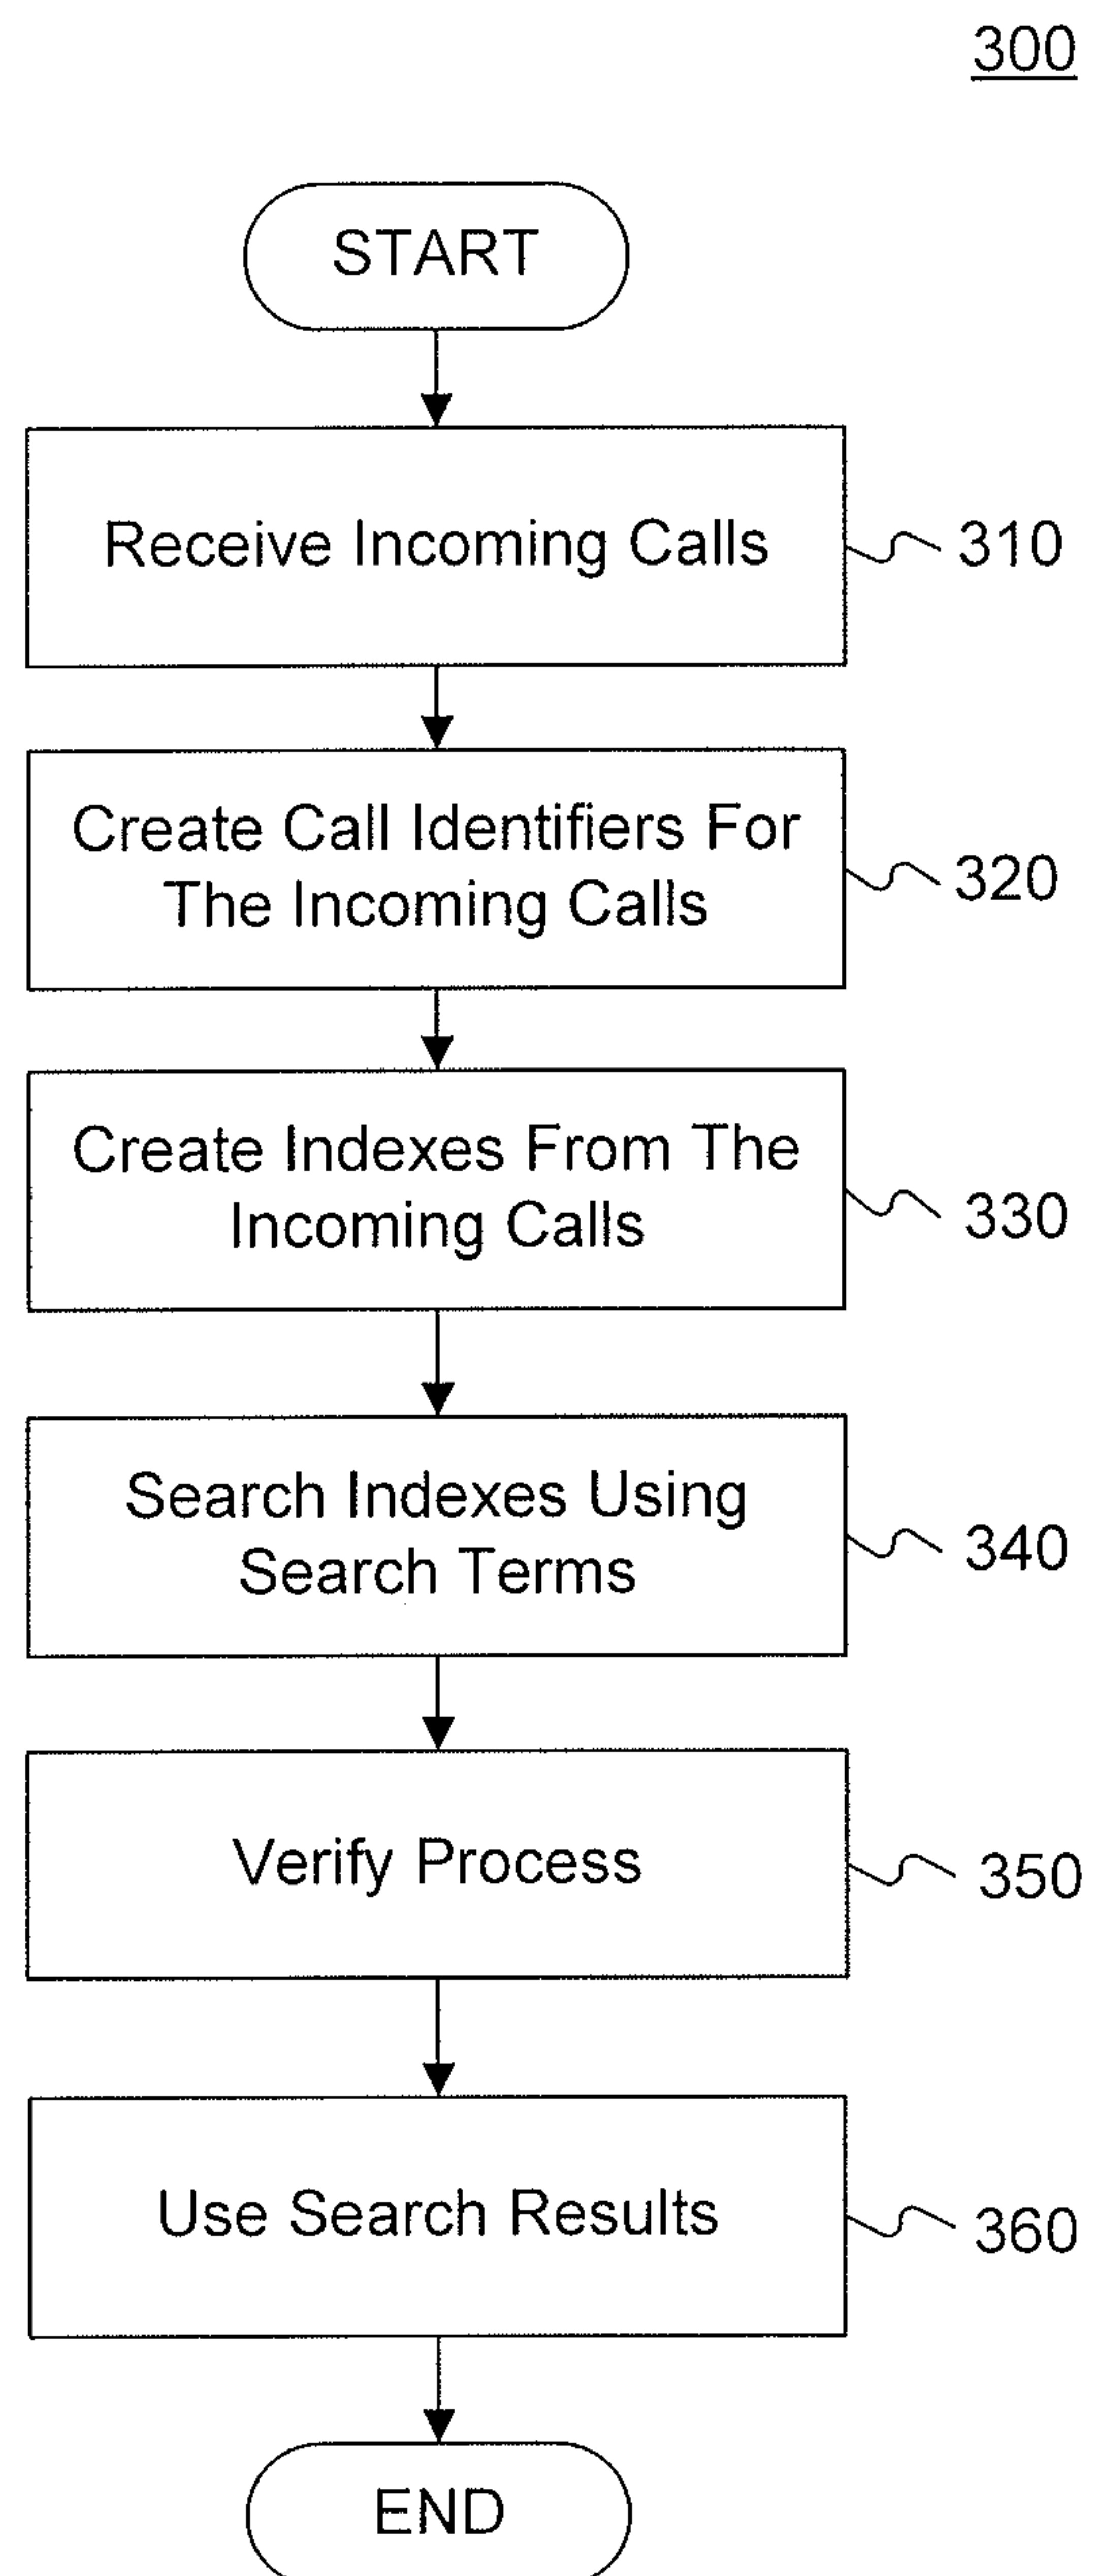 300
START
Receive Incoming Calls
310
Create Call Identifiers For
The Incoming Calls
320
Create Indexes From The
Incoming Calls
330
Search Indexes Using
Search Terms
340
Verify Process
350
Use Search Results
360
END